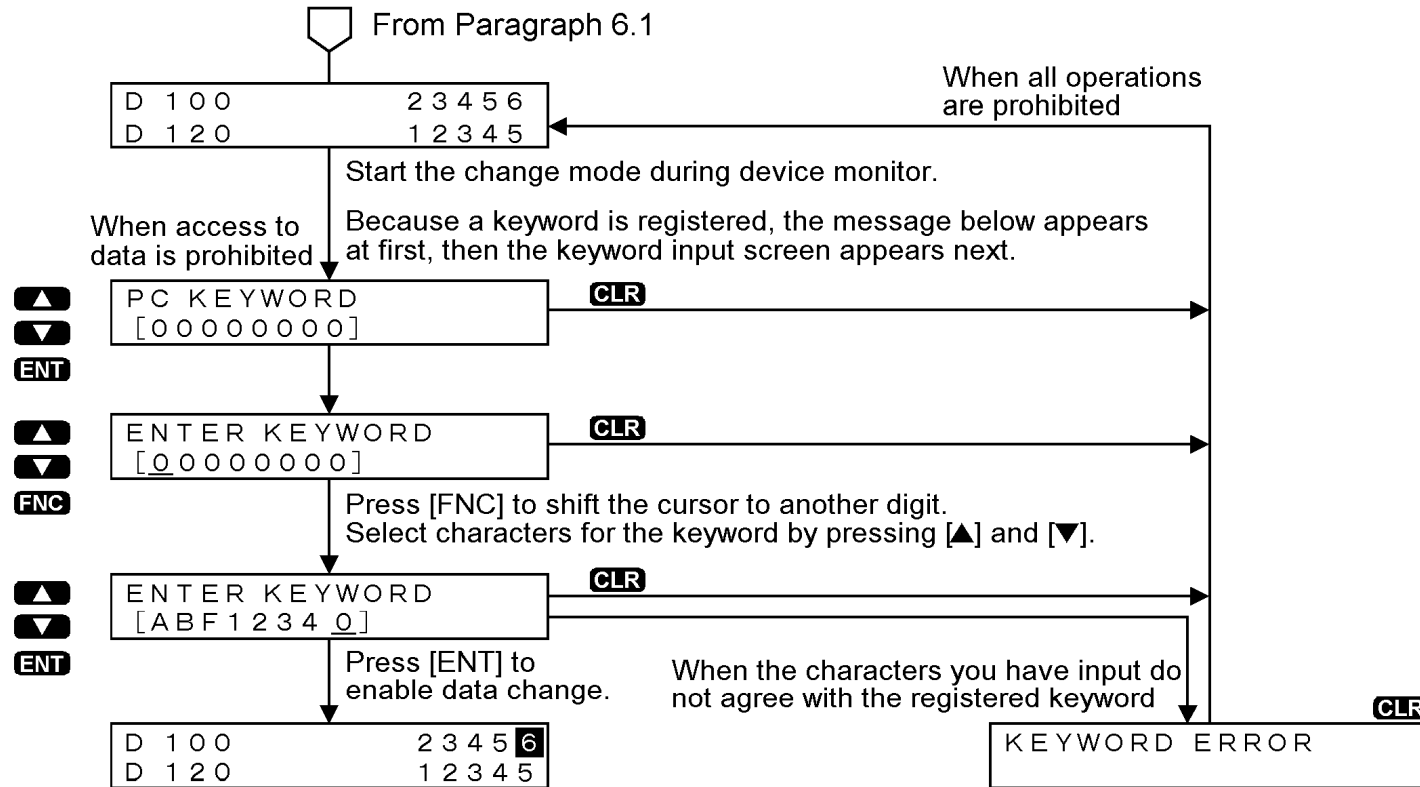 From Paragraph 6.1
D 100 23456
D 120 12345
When all operations
are prohibited
Start the change mode during device monitor.
When access to
data is prohibited
Because a keyword is registered, the message below appears
at first, then the keyword input screen appears next.
▲
▼
ENT
PC KEYWORD
[00000000]
CLR
▲
▼
FNC
ENTER KEYWORD
[00000000]
CLR
Press [FNC] to shift the cursor to another digit.
Select characters for the keyword by pressing [▲] and [▼].
▲
▼
ENT
ENTER KEYWORD
[ABF12340]
CLR
Press [ENT] to
enable data change.
When the characters you have input do
not agree with the registered keyword
CLR
D 100 23456
D 120 12345
KEYWORD ERROR